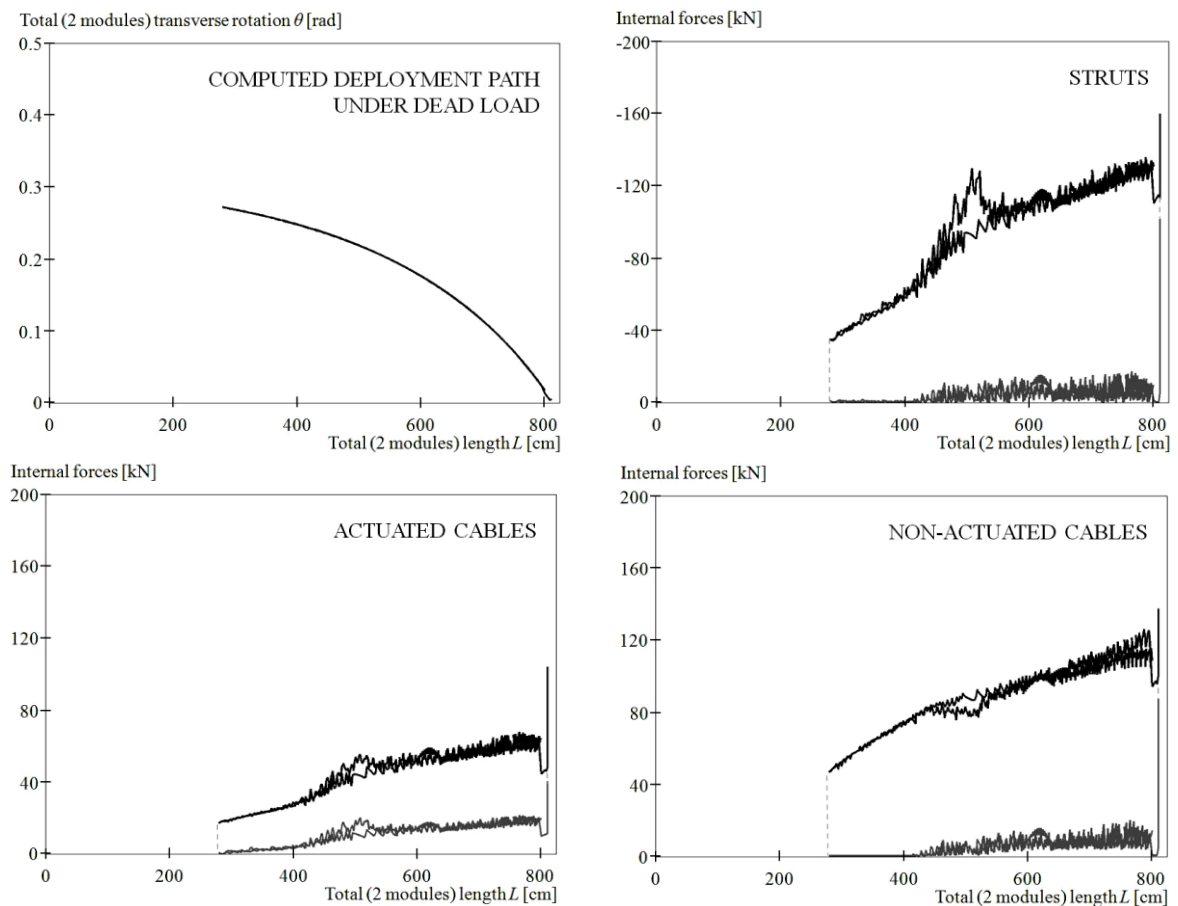 Total (2 modules) transverse rotation θ [rad]
0.5
0.4
0.3
0.2
0.1
0
COMPUTED DEPLOYMENT PATH
UNDER DEAD LOAD
0 200 400 600 800
Total (2 modules) length L [cm]
Internal forces [kN]
-200
-160
-120
-80
-40
0
STRUTS
0 200 400 600 800
Total (2 modules) length L [cm]
Internal forces [kN]
200
160
120
80
40
0
ACTUATED CABLES
0 200 400 600 800
Total (2 modules) length L [cm]
Internal forces [kN]
200
160
120
80
40
0
NON-ACTUATED CABLES
0 200 400 600 800
Total (2 modules) length L [cm]